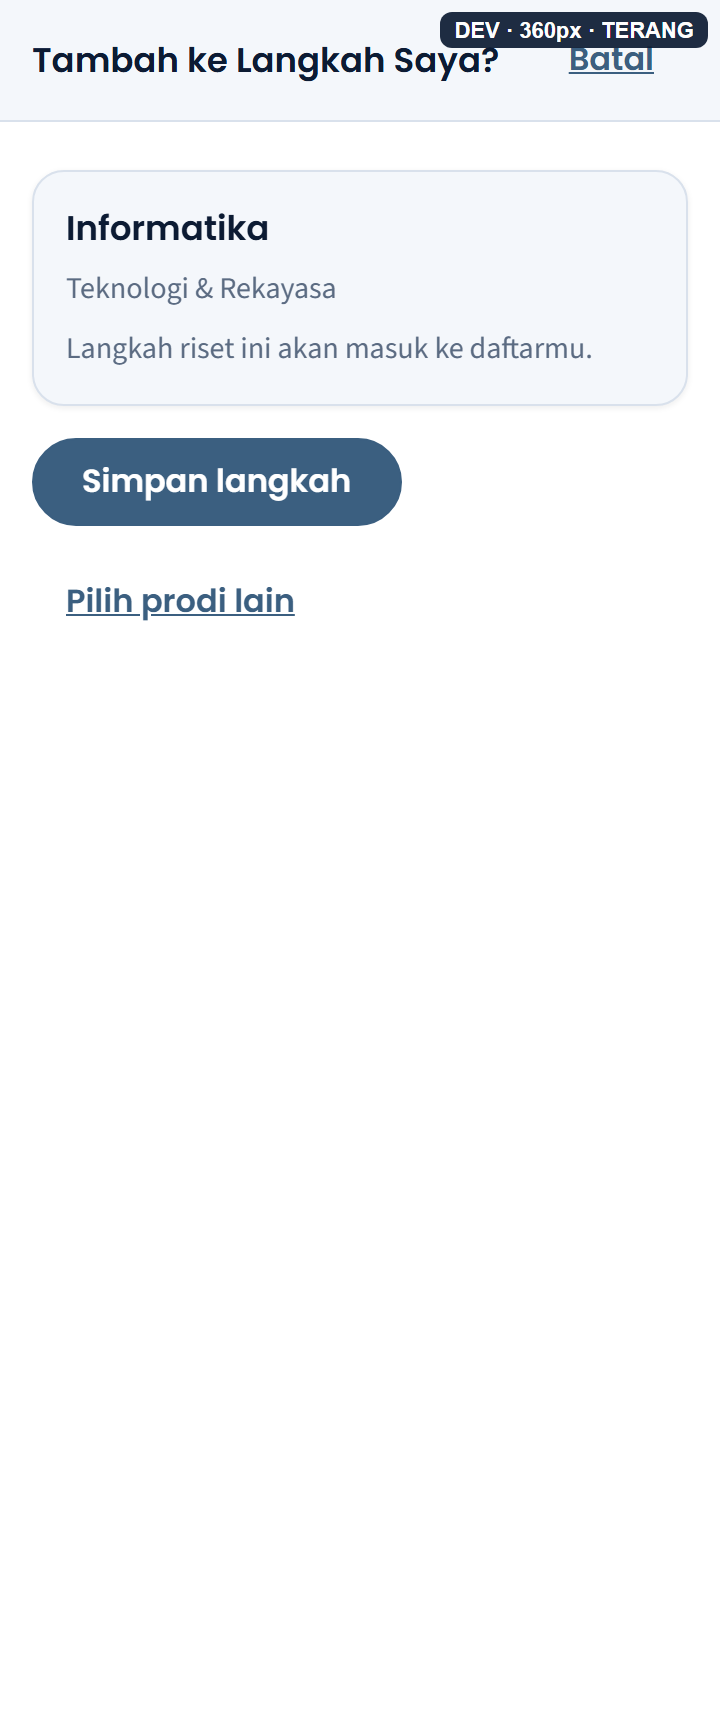 DEV · 360px · TERANG
Tambah ke Langkah Saya? Batal
Informatika
Teknologi & Rekayasa
Langkah riset ini akan masuk ke daftarmu.
Simpan langkah
Pilih prodi lain